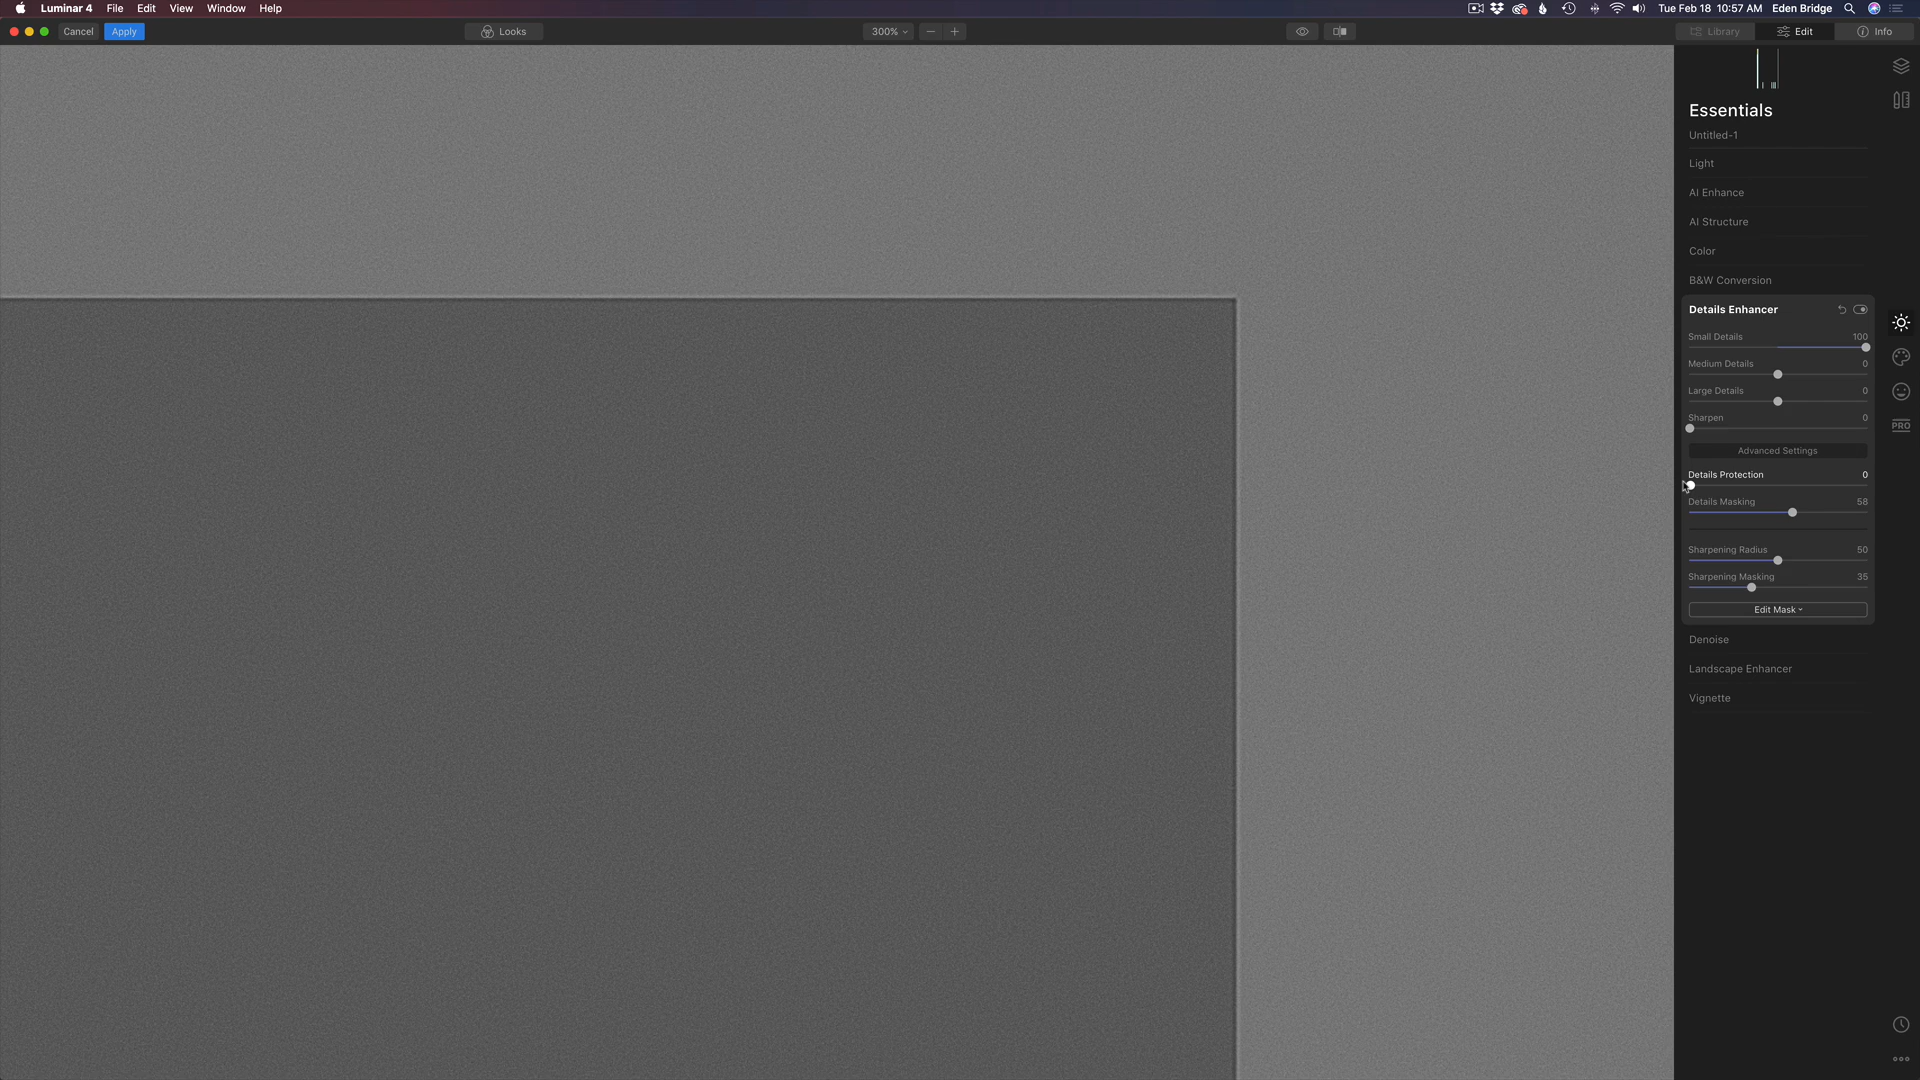 Luminar 4 File Edit View Window Help Tue Feb 18 10:57 AM Eden Bridge
Cancel Apply Looks 300% Library Edit Info
Essentials
Untitled-1
Light
AI Enhance
AI Structure
Color
B&W Conversion
Details Enhancer
Small Details 100
Medium Details 0
Large Details 0
Sharpen 0
Advanced Settings
Details Protection 0
Details Masking 58
Sharpening Radius 50
Sharpening Masking 35
Edit Mask
Denoise
Landscape Enhancer
Vignette
PRO